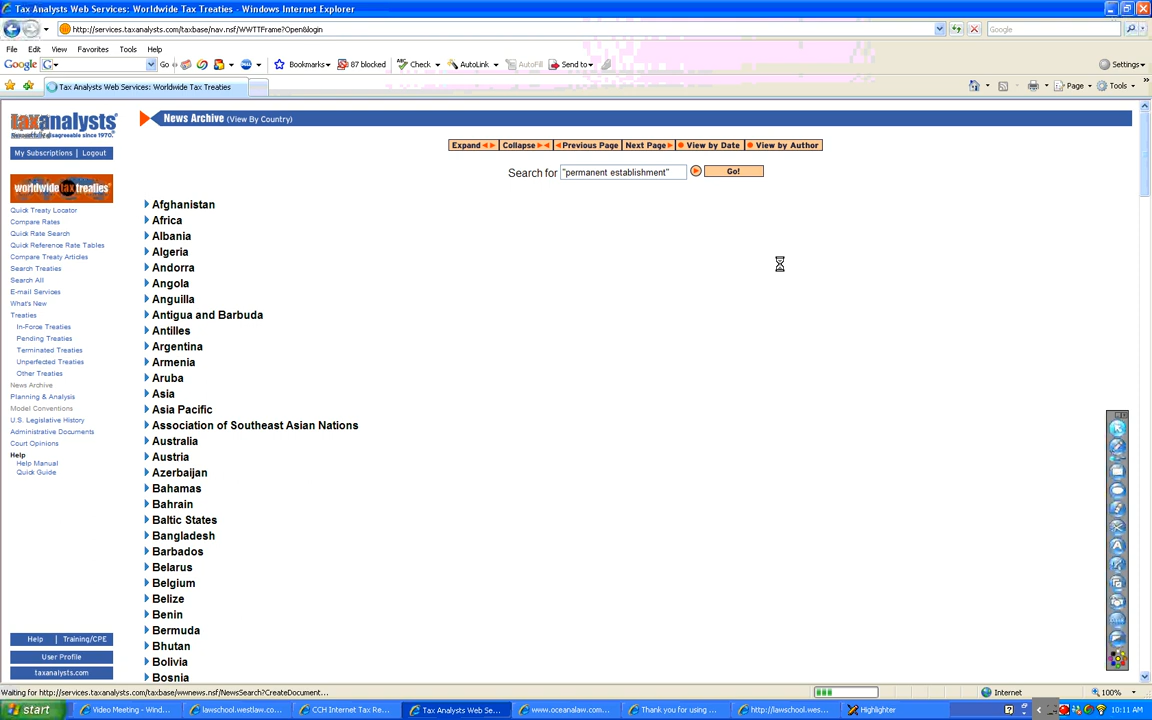 Tax Analysts Web Services: Worldwide Tax Treaties - Windows Internet Explorer
http://services.taxanalysts.com/taxbase/nav.nsf/WWTTFrame?Open&login
Google
File Edit View Favorites Tools Help
Google G Go Bookmarks 87 blocked Check AutoLink AutoFill Send to Settings
Tax Analysts Web Services: Worldwide Tax Treaties Page Tools
taxanalysts
Successfully disagreeable since 1970.
My Subscriptions Logout
worldwide tax treaties
Quick Treaty Locator
Compare Rates
Quick Rate Search
Quick Reference Rate Tables
Compare Treaty Articles
Search Treaties
Search All
E-mail Services
What's New
Treaties
In-Force Treaties
Pending Treaties
Terminated Treaties
Unperfected Treaties
Other Treaties
News Archive
Planning & Analysis
Model Conventions
U.S. Legislative History
Administrative Documents
Court Opinions
Help
Help Manual
Quick Guide
Help Training/CPE
User Profile
taxanalysts.com
News Archive (View By Country)
Expand Collapse Previous Page Next Page View by Date View by Author
Search for "permanent establishment" Go!
Afghanistan
Africa
Albania
Algeria
Andorra
Angola
Anguilla
Antigua and Barbuda
Antilles
Argentina
Armenia
Aruba
Asia
Asia Pacific
Association of Southeast Asian Nations
Australia
Austria
Azerbaijan
Bahamas
Bahrain
Baltic States
Bangladesh
Barbados
Belarus
Belgium
Belize
Benin
Bermuda
Bhutan
Bolivia
Bosnia
Waiting for http://services.taxanalysts.com/taxbase/wwnews.nsf/NewsSearch?CreateDocument... Internet 100%
start Video Meeting - Wind... lawschool.westlaw.co... CCH Internet Tax Re... Tax Analysts Web Se... www.oceanalaw.com... Thank you for using ... http://lawschool.wes... Highlighter 10:11 AM